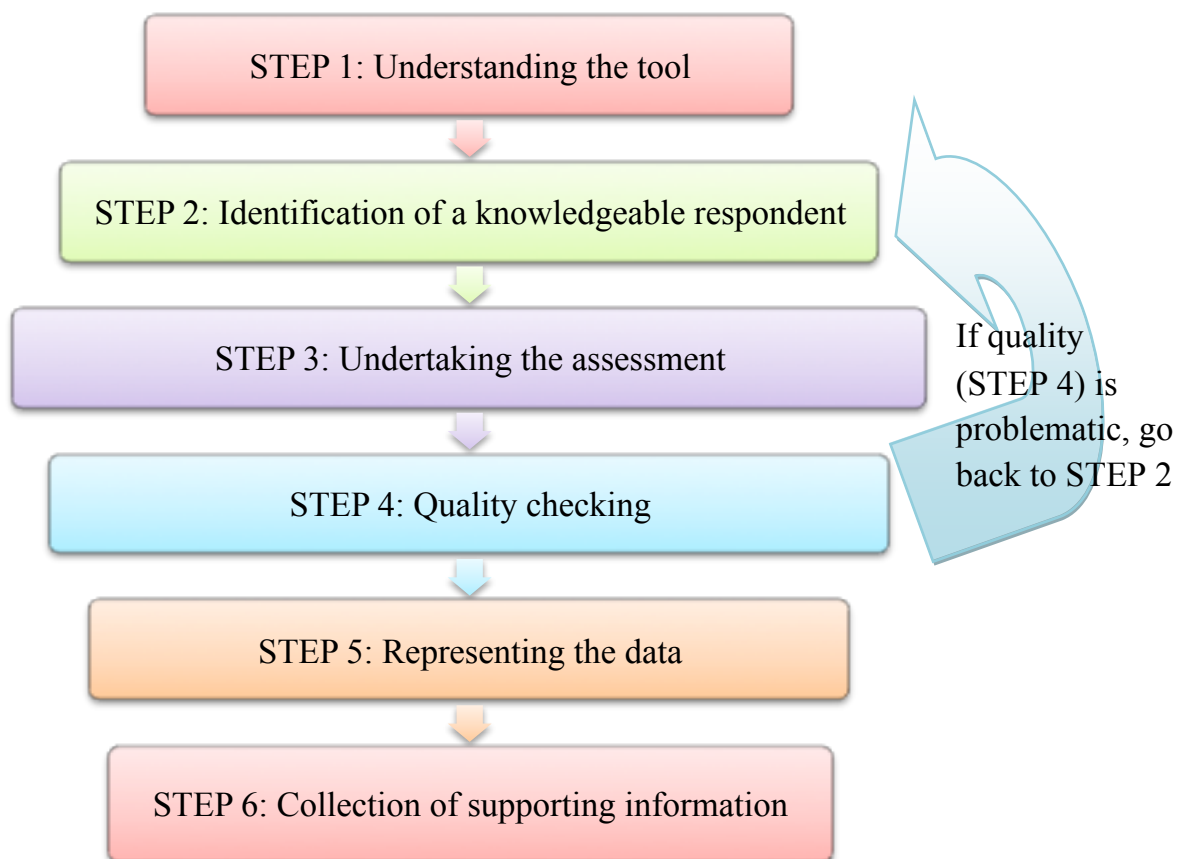 STEP 1: Understanding the tool
STEP 2: Identification of a knowledgeable respondent
STEP 3: Undertaking the assessment
If quality
(STEP 4) is
problematic, go
back to STEP 2
STEP 4: Quality checking
STEP 5: Representing the data
STEP 6: Collection of supporting information